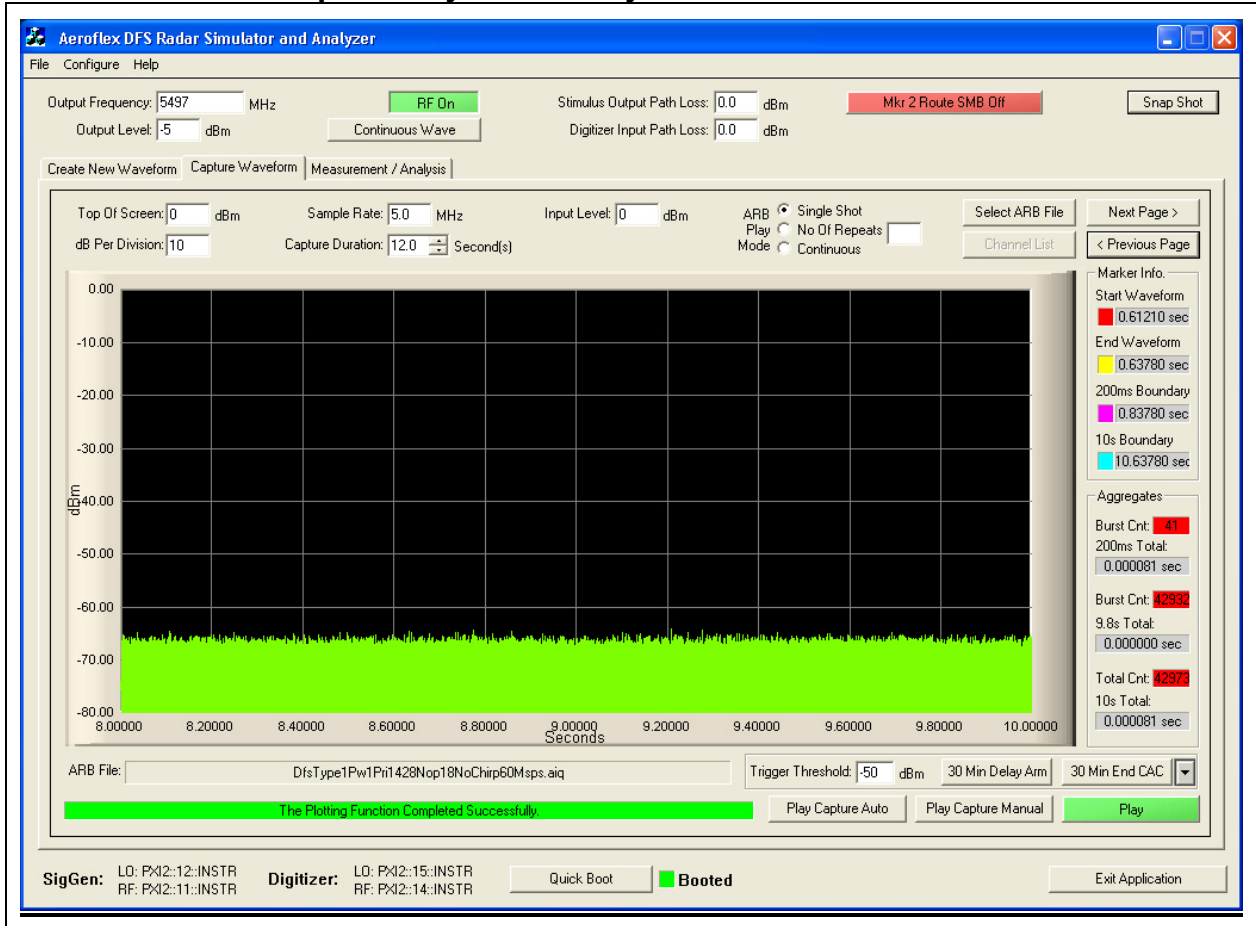 Aeroflex DFS Radar Simulator and Analyzer
File Configure Help
Output Frequency: 5497 MHz RF On Stimulus Output Path Loss: 0.0 dBm Mkr 2 Route SMB Off Snap Shot
Output Level: -5 dBm Continuous Wave Digitizer Input Path Loss: 0.0 dBm
Create New Waveform Capture Waveform Measurement / Analysis
Top Of Screen: 0 dBm Sample Rate: 5.0 MHz Input Level: 0 dBm ARB Play Mode Single Shot Select ARB File Next Page >
No Of Repeats
dB Per Division: 10 Capture Duration: 12.0 Second(s) Continuous Channel List < Previous Page
Marker Info.
Start Waveform
0.61210 sec
End Waveform
0.63780 sec
200ms Boundary
0.83780 sec
10s Boundary
10.63780 sec
Aggregates
Burst Cnt: 41
200ms Total:
0.000081 sec
Burst Cnt: 42932
9.8s Total:
0.000000 sec
Total Cnt: 42973
10s Total:
0.000081 sec
0.00
-10.00
-20.00
-30.00
-40.00
dBm
-50.00
-60.00
-70.00
-80.00
8.00000 8.20000 8.40000 8.60000 8.80000 9.00000 9.20000 9.40000 9.60000 9.80000 10.00000
Seconds
ARB File: DfsType1Pw1Pri1428Nop18NoChirp60Msps.aiq Trigger Threshold: -50 dBm 30 Min Delay Arm 30 Min End CAC
The Plotting Function Completed Successfully. Play Capture Auto Play Capture Manual Play
SigGen: LO: PXI2::12::INSTR Digitizer: LO: PXI2::15::INSTR Quick Boot Booted Exit Application
RF: PXI2::11::INSTR RF: PXI2::14::INSTR